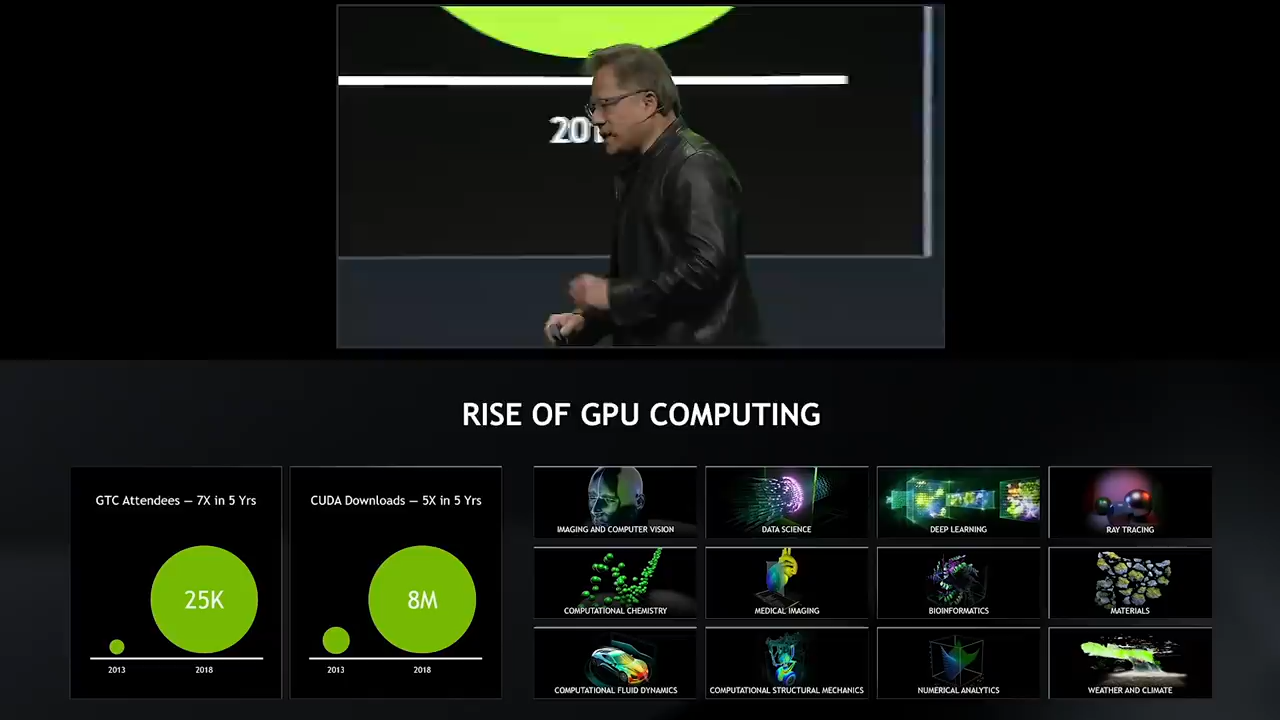 201
RISE OF GPU COMPUTING
GTC Attendees — 7X in 5 Yrs
25K
2013
2018
CUDA Downloads — 5X in 5 Yrs
8M
2013
2018
IMAGING AND COMPUTER VISION
DATA SCIENCE
DEEP LEARNING
RAY TRACING
COMPUTATIONAL CHEMISTRY
MEDICAL IMAGING
BIOINFORMATICS
MATERIALS
COMPUTATIONAL FLUID DYNAMICS
COMPUTATIONAL STRUCTURAL MECHANICS
NUMERICAL ANALYTICS
WEATHER AND CLIMATE